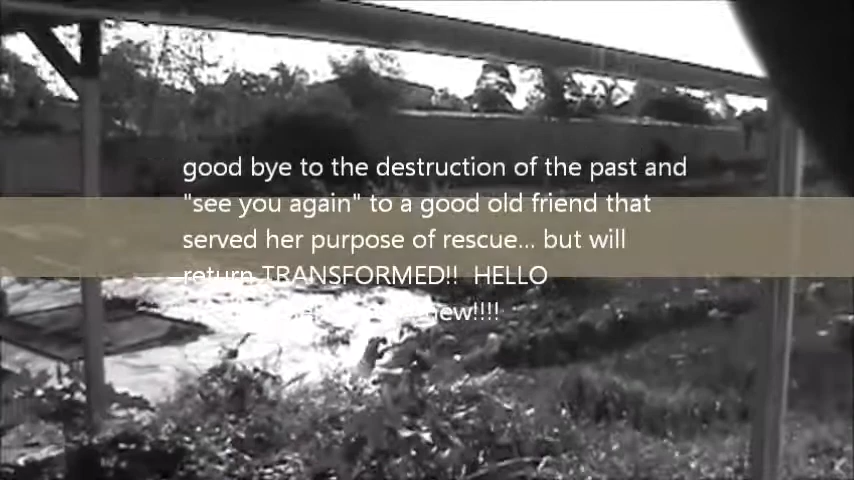 good bye to the destruction of the past and
"see you again" to a good old friend that
served her purpose of rescue... but will
return TRANSFORMED!! HELLO
new!!!!